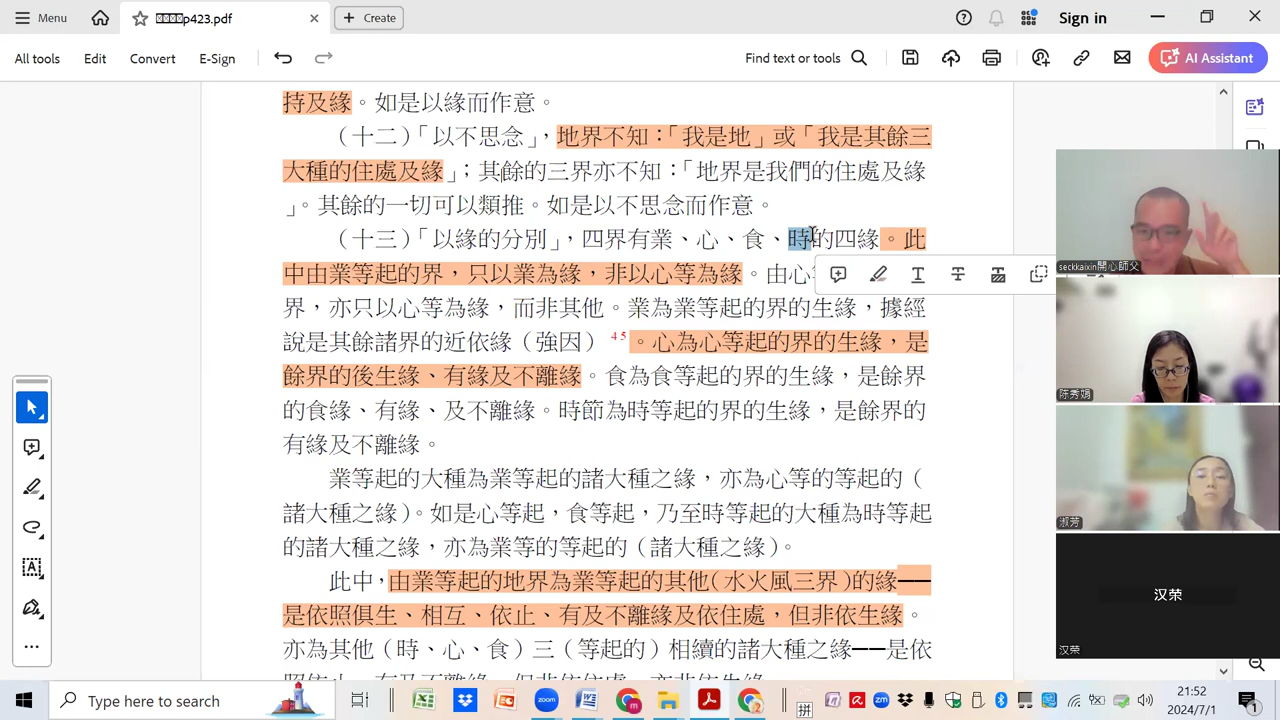 Menu
p423.pdf
Create
Sign in
All tools
Edit
Convert
E-Sign
Find text or tools
AI Assistant
持及緣。如是以緣而作意。
（十二）「以不思念」，地界不知：「我是地」或「我是其餘三
大種的住處及緣」；其餘的三界亦不知：「地界是我們的住處及緣
」。其餘的一切可以類推。如是以不思念而作意。
（十三）「以緣的分別」，四界有業、心、食、時的四緣。此
中由業等起的界，只以業為緣，非以心等為緣。由心
界，亦只以心等為緣，而非其他。業為業等起的界的生緣，據經
說是其餘諸界的近依緣（強因）45。心為心等起的界的生緣，是
餘界的後生緣、有緣及不離緣。食為食等起的界的生緣，是餘界
的食緣、有緣、及不離緣。時節為時等起的界的生緣，是餘界的
有緣及不離緣。
業等起的大種為業等起的諸大種之緣，亦為心等的等起的（
諸大種之緣）。如是心等起，食等起，乃至時等起的大種為時等起
的諸大種之緣，亦為業等的等起的（諸大種之緣）。
此中，由業等起的地界為業等起的其他（水火風三界）的緣──
是依照俱生、相互、依止、有及不離緣及依住處，但非依生緣。
亦為其他（時、心、食）三（等起的）相續的諸大種之緣──是依
seckkaixin開心師父
陈秀娟
淑芳
汉荣
汉荣
Type here to search
拼
21:52
2024/7/1